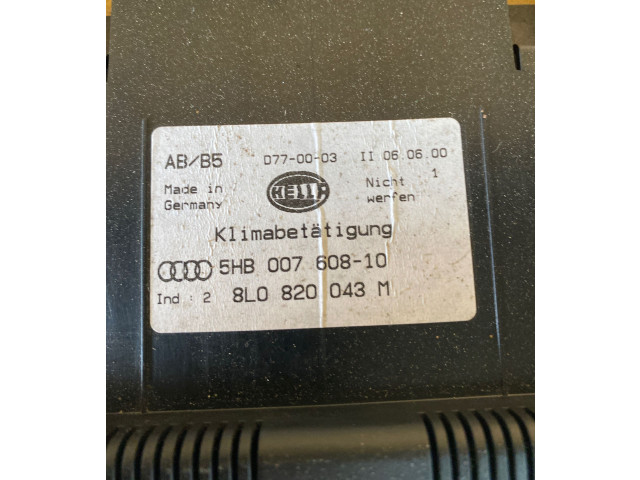 AB/B5 D77-00-03 II 06.06.00
Made in Germany HELLA Nicht werfen 1
Klimabetätigung
5HB 007 608-10
Ind : 2 8L0 820 043 M